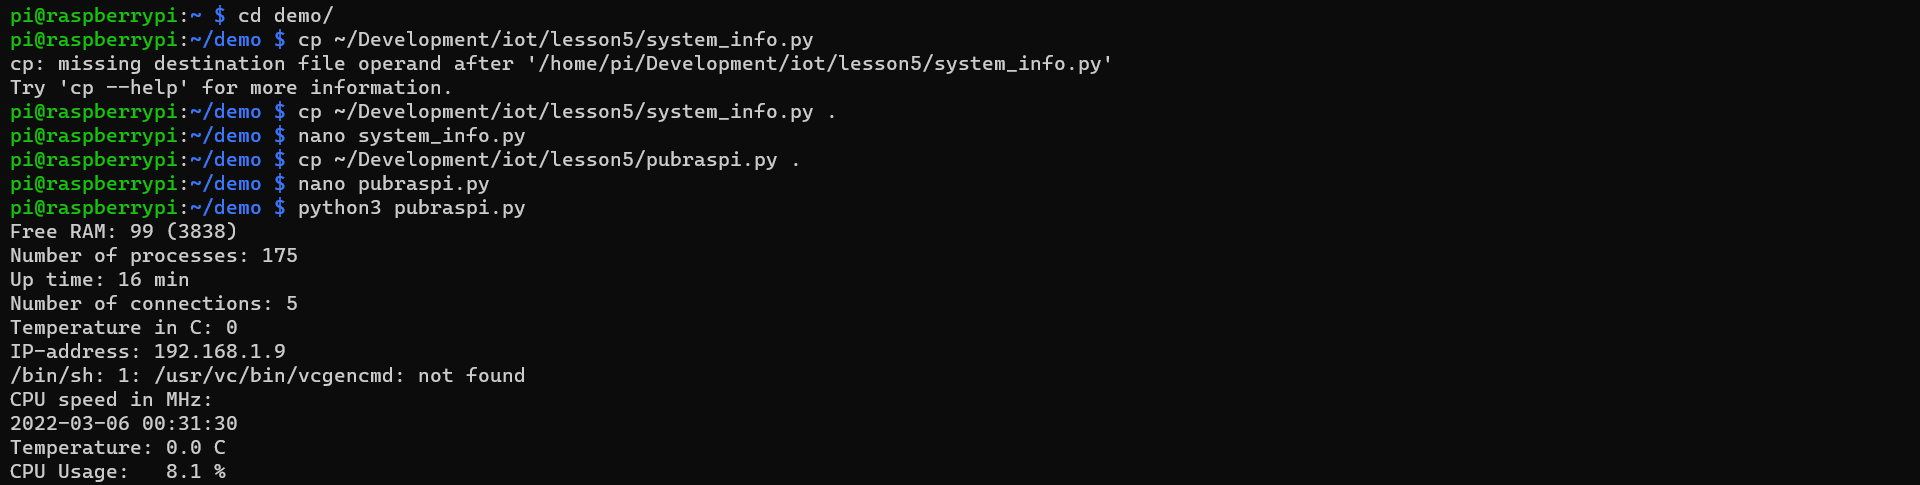 pi@raspberrypi:~ $ cd demo/
pi@raspberrypi:~/demo $ cp ~/Development/iot/lesson5/system_info.py
cp: missing destination file operand after '/home/pi/Development/iot/lesson5/system_info.py'
Try 'cp --help' for more information.
pi@raspberrypi:~/demo $ cp ~/Development/iot/lesson5/system_info.py .
pi@raspberrypi:~/demo $ nano system_info.py
pi@raspberrypi:~/demo $ cp ~/Development/iot/lesson5/pubraspi.py .
pi@raspberrypi:~/demo $ nano pubraspi.py
pi@raspberrypi:~/demo $ python3 pubraspi.py
Free RAM: 99 (3838)
Number of processes: 175
Up time: 16 min
Number of connections: 5
Temperature in C: 0
IP-address: 192.168.1.9
/bin/sh: 1: /usr/vc/bin/vcgencmd: not found
CPU speed in MHz:
2022-03-06 00:31:30
Temperature: 0.0 C
CPU Usage:   8.1 %